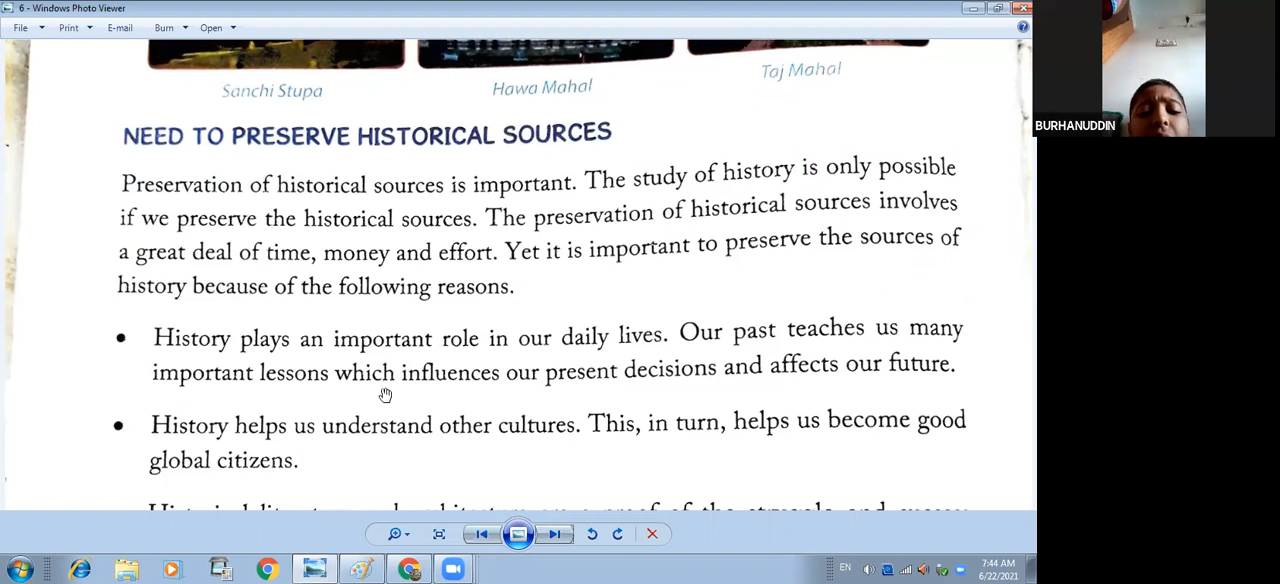 6 - Windows Photo Viewer
File Print E-mail Burn Open
Sanchi Stupa
Hawa Mahal
Taj Mahal
BURHANUDDIN
NEED TO PRESERVE HISTORICAL SOURCES
Preservation of historical sources is important. The study of history is only possible
if we preserve the historical sources. The preservation of historical sources involves
a great deal of time, money and effort. Yet it is important to preserve the sources of
history because of the following reasons.
• History plays an important role in our daily lives. Our past teaches us many
important lessons which influences our present decisions and affects our future.
• History helps us understand other cultures. This, in turn, helps us become good
global citizens.
EN
7:44 AM
6/22/2021